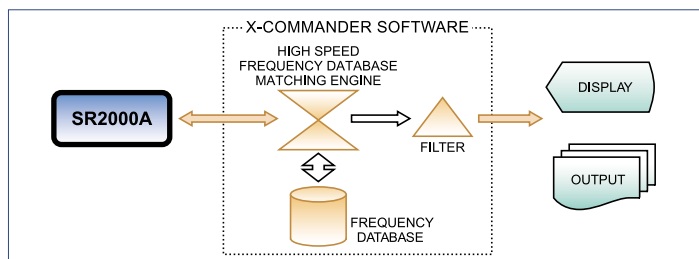 X-COMMANDER SOFTWARE
HIGH SPEED
FREQUENCY DATABASE
MATCHING ENGINE
SR2000A
FILTER
DISPLAY
OUTPUT
FREQUENCY
DATABASE